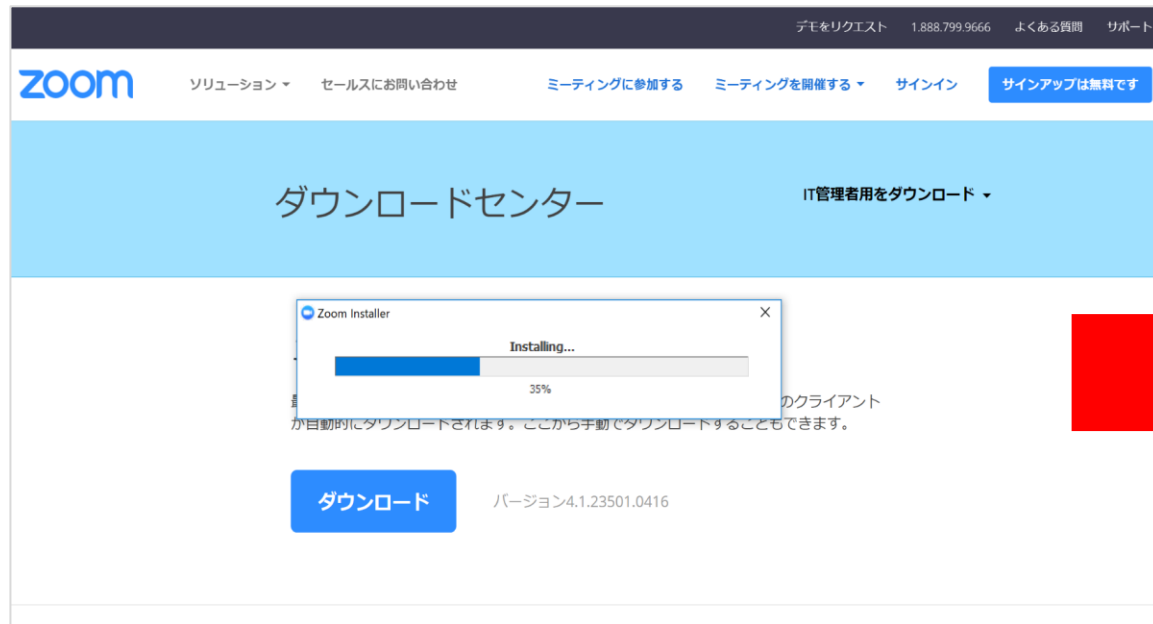 デモをリクエスト 1.888.799.9666 よくある質問 サポート
zoom ソリューション セールスにお問い合わせ ミーティングに参加する ミーティングを開催する サインイン サインアップは無料です
ダウンロードセンター IT管理者用をダウンロード
Zoom Installer
Installing...
35%
のクライアント
が自動的にダウンロードされます。ここから手動でダウンロードすることもできます。
ダウンロード バージョン4.1.23501.0416